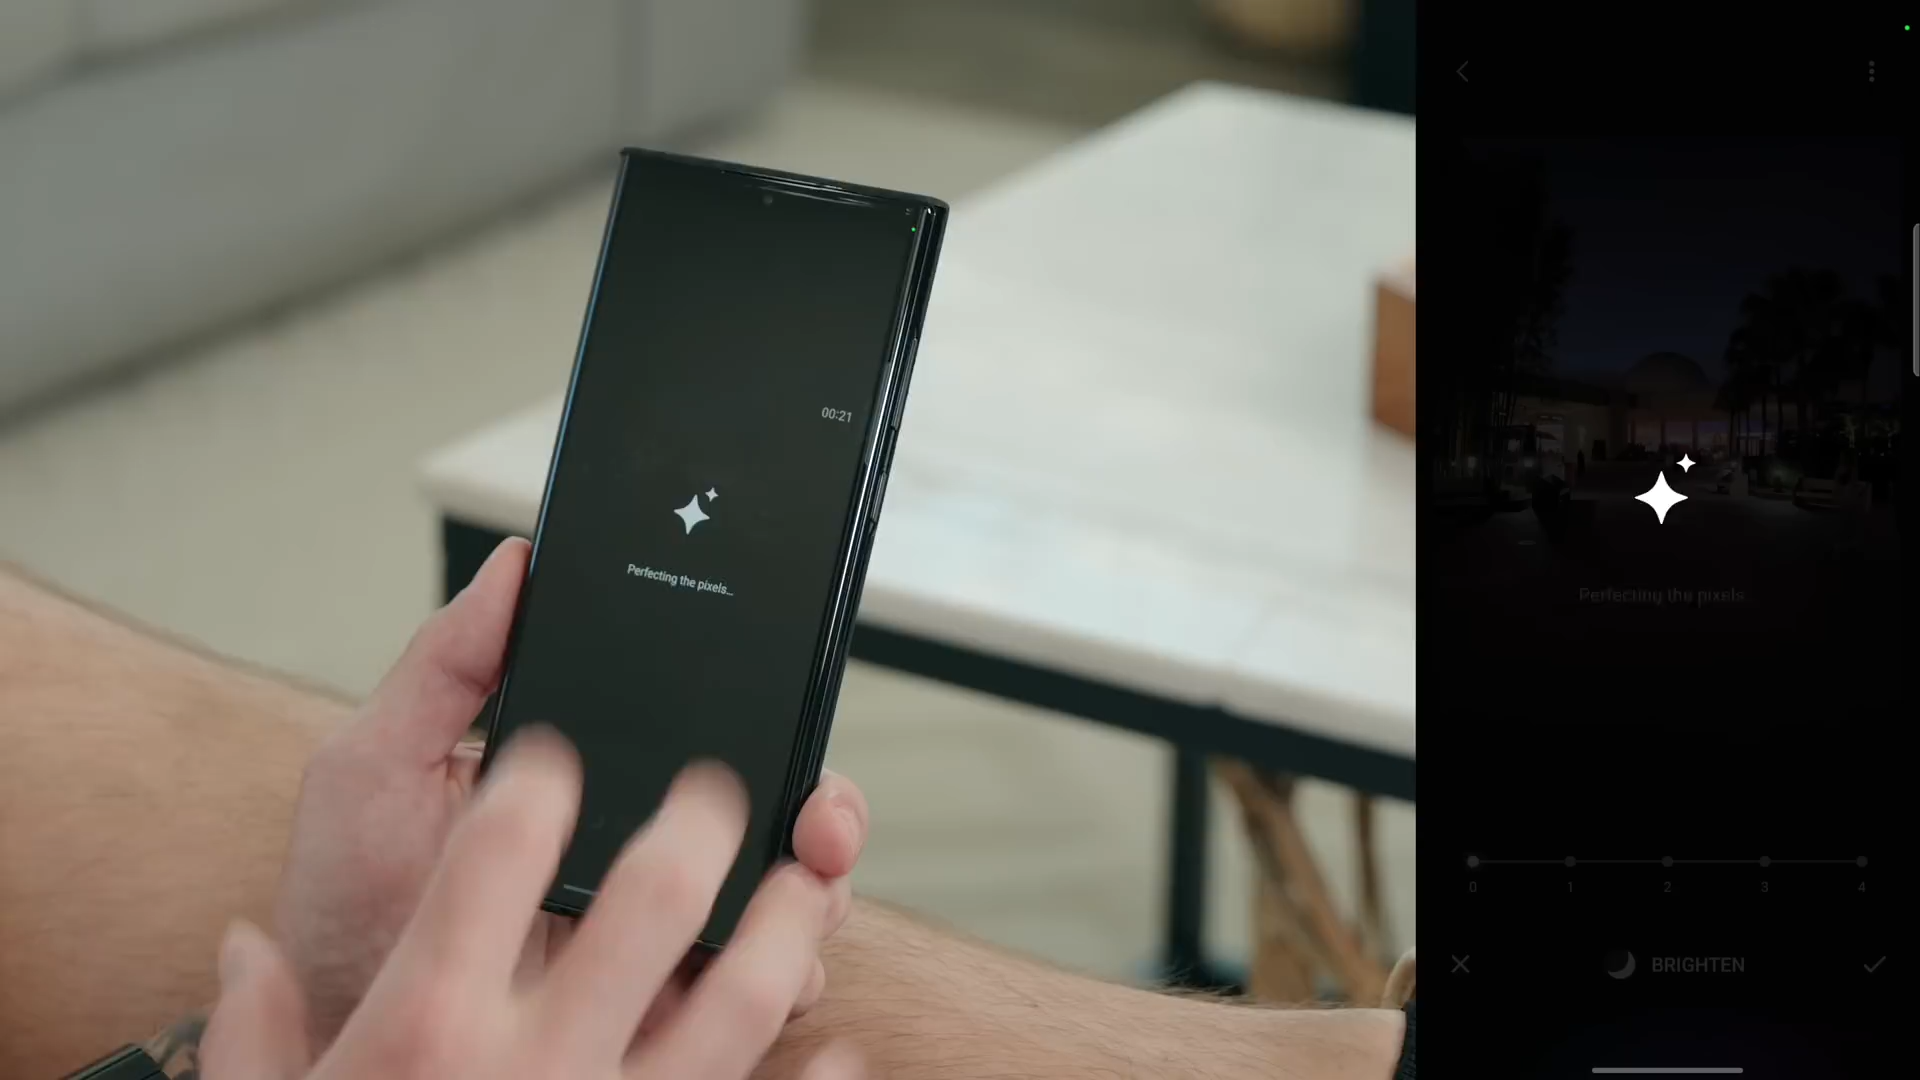 00:21
Perfecting the pixels...
Perfecting the pixels
0 1 2 3 4
BRIGHTEN